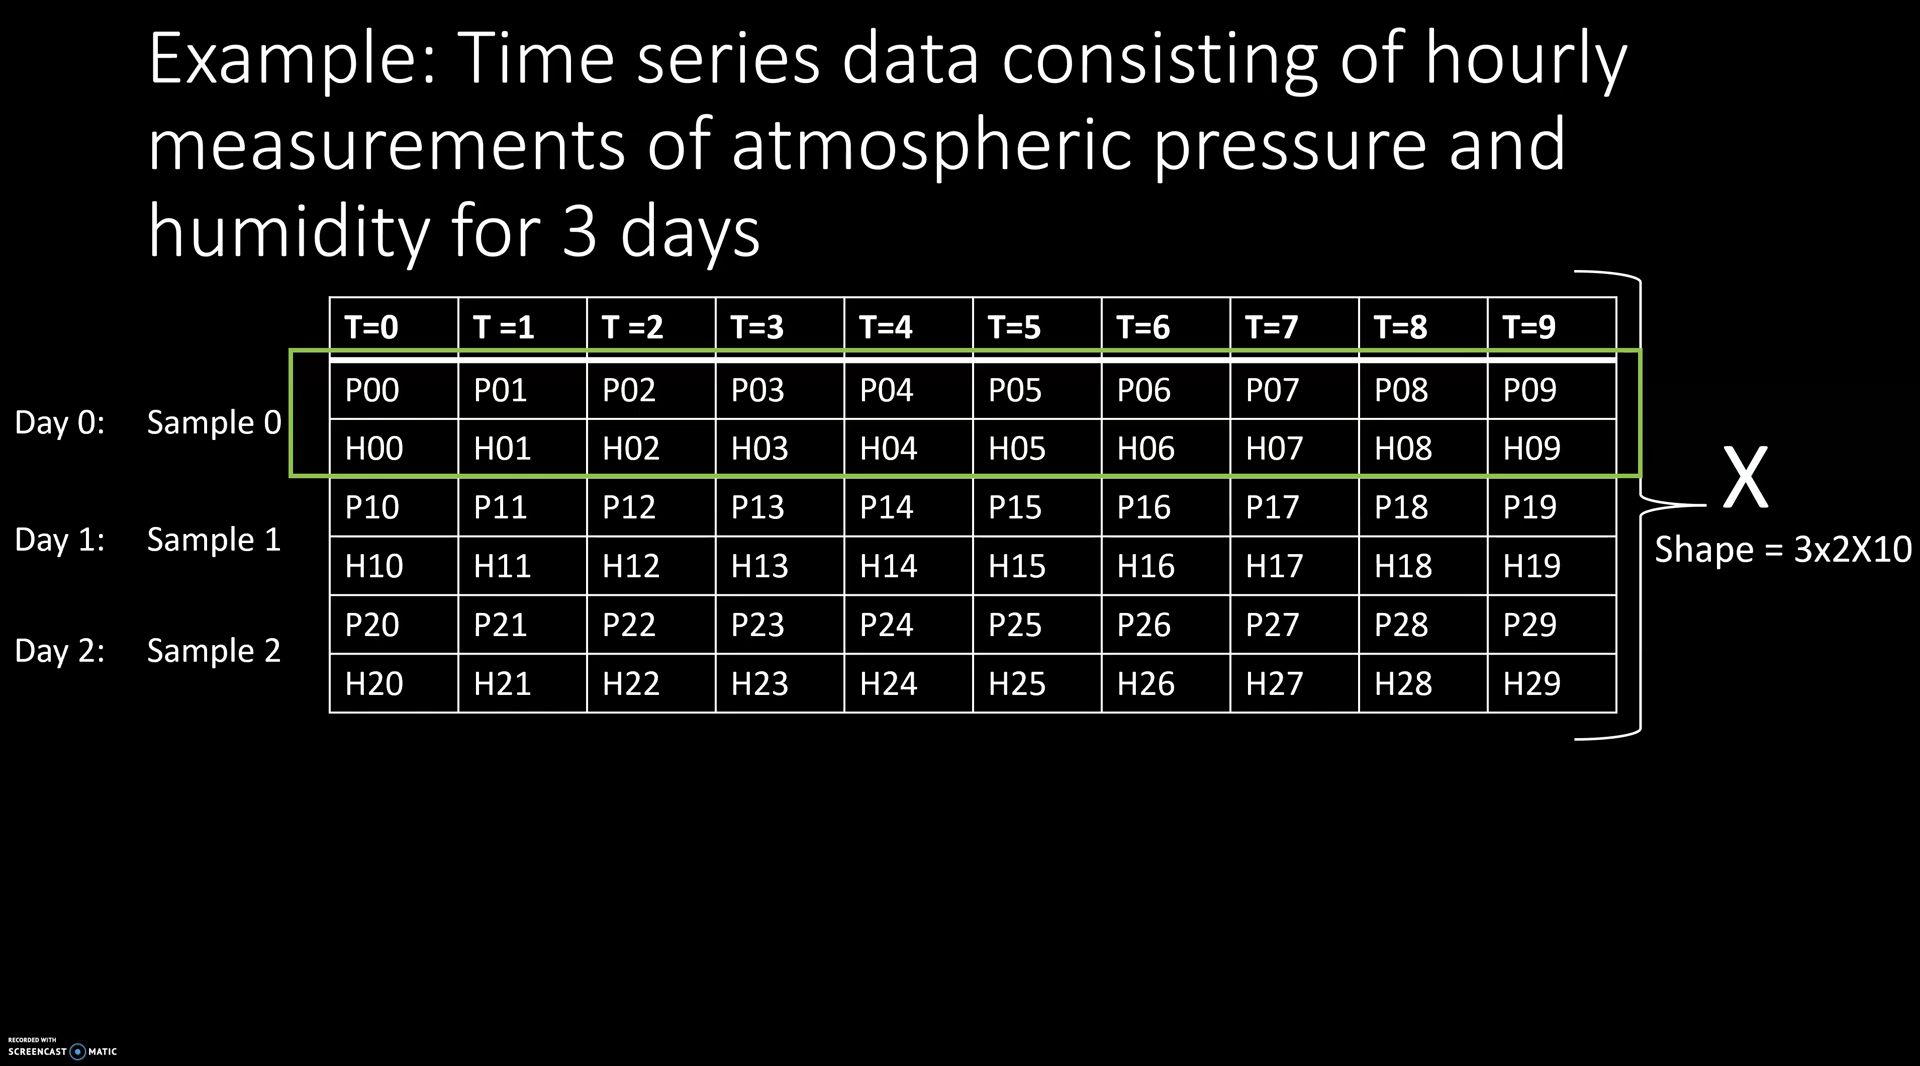 Example: Time series data consisting of hourly
measurements of atmospheric pressure and
humidity for 3 days
T=0 T =1 T =2 T=3 T=4 T=5 T=6 T=7 T=8 T=9
P00 P01 P02 P03 P04 P05 P06 P07 P08 P09
Day 0: Sample 0
H00 H01 H02 H03 H04 H05 H06 H07 H08 H09
X
P10 P11 P12 P13 P14 P15 P16 P17 P18 P19
Day 1: Sample 1
Shape = 3x2X10
H10 H11 H12 H13 H14 H15 H16 H17 H18 H19
P20 P21 P22 P23 P24 P25 P26 P27 P28 P29
Day 2: Sample 2
H20 H21 H22 H23 H24 H25 H26 H27 H28 H29
RECORDED WITH
SCREENCAST MATIC